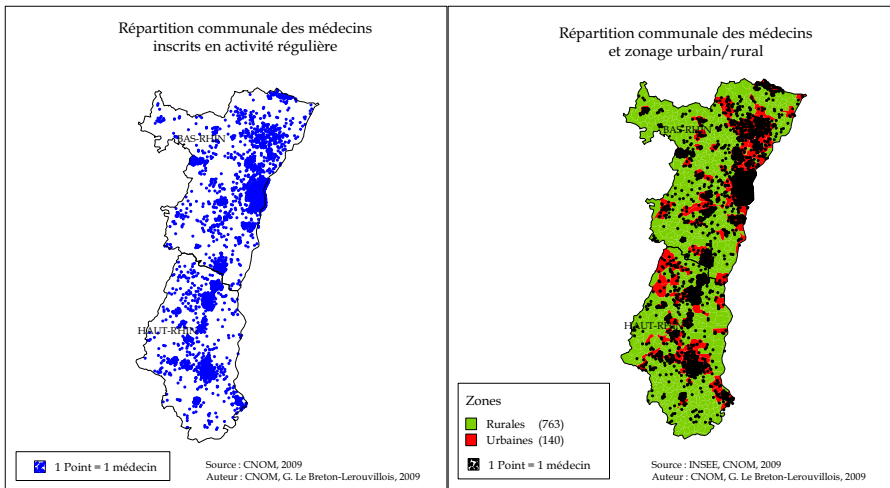 Répartition communale des médecins
inscrits en activité régulière
BAS-RHIN
HAUT-RHIN
1 Point = 1 médecin
Source : CNOM, 2009
Auteur : CNOM, G. Le Breton-Lerouvillois, 2009
Répartition communale des médecins
et zonage urbain/rural
BAS-RHIN
HAUT-RHIN
Zones
Rurales (763)
Urbaines (140)
1 Point = 1 médecin
Source : INSEE, CNOM, 2009
Auteur : CNOM, G. Le Breton-Lerouvillois, 2009